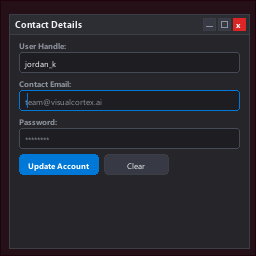 Contact Details
User Handle:
jordan_k
Contact Email:
team@visualcortex.ai
Password:
********
Update Account
Clear